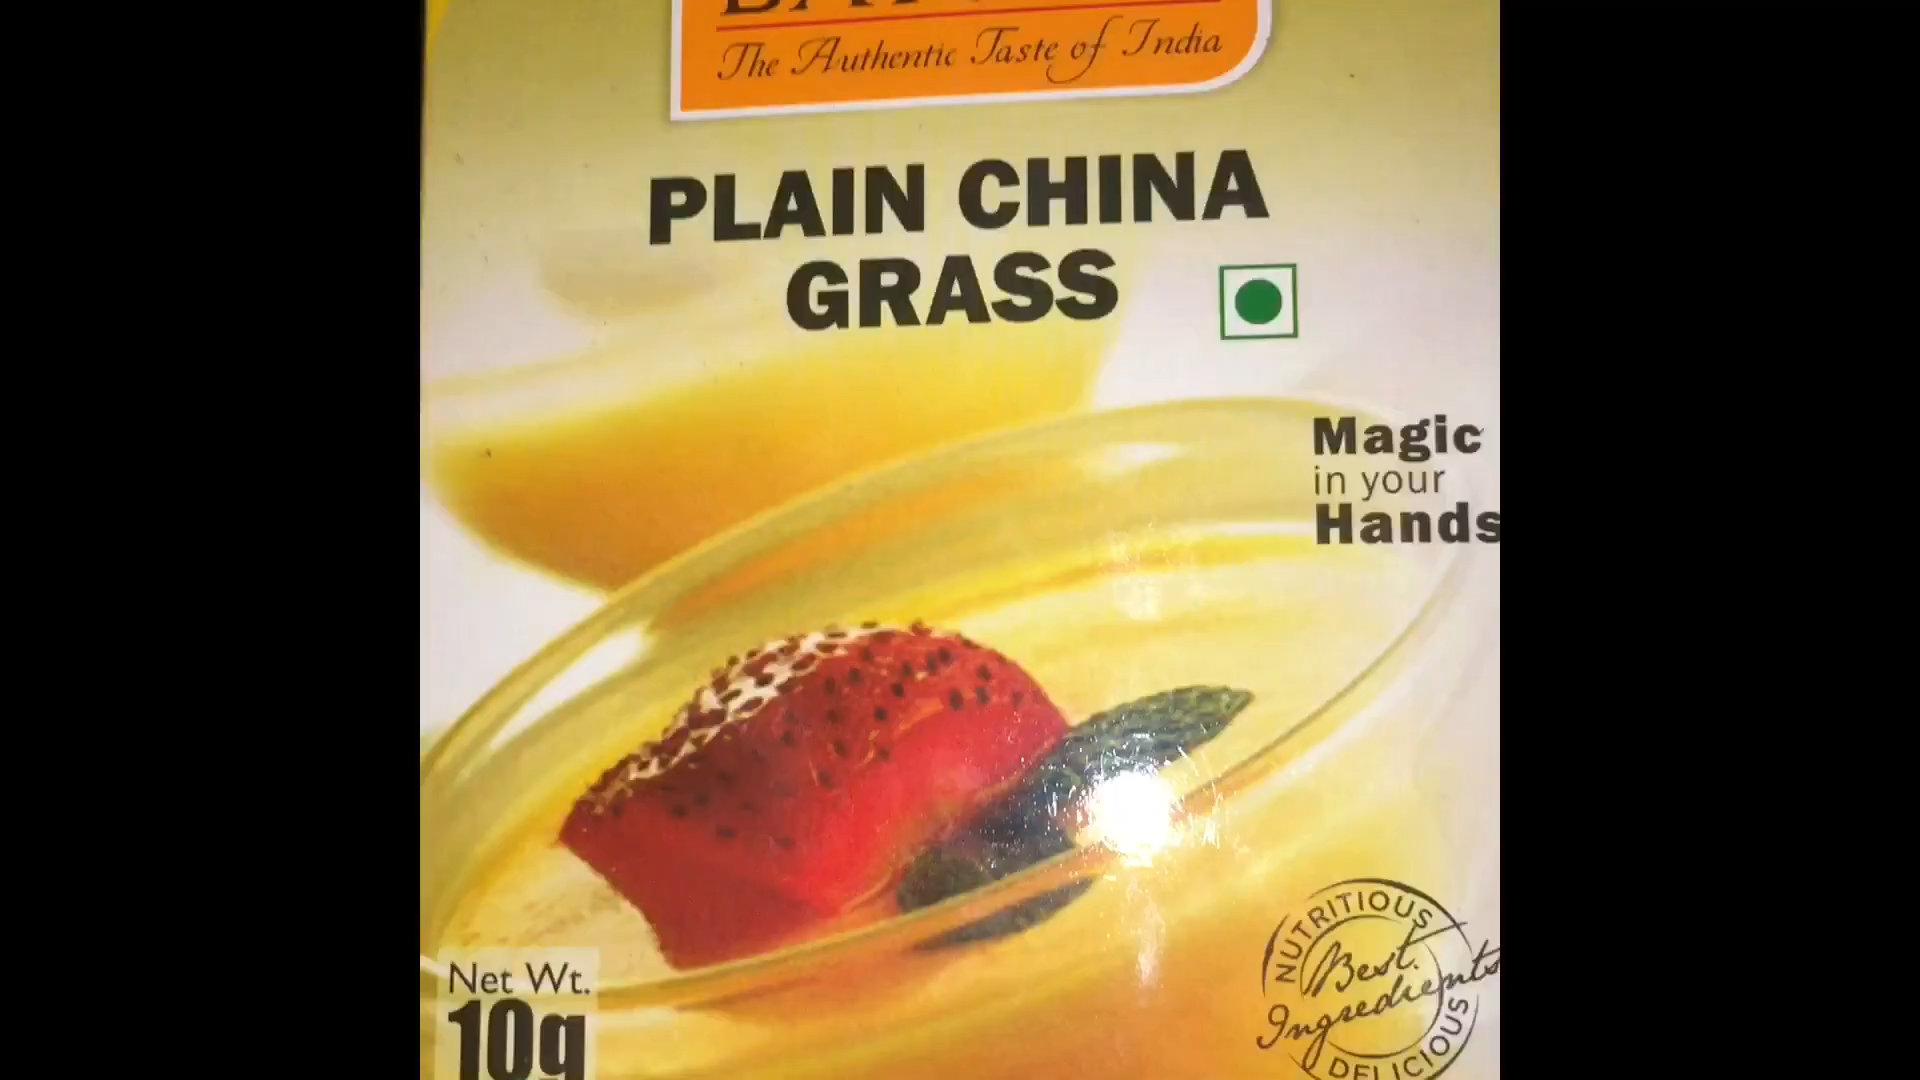 The Authentic Taste of India
PLAIN CHINA
GRASS
Magic
in your
Hands
NUTRITIOUS
Best
Ingredients
DELICIOUS
Net Wt.
10g